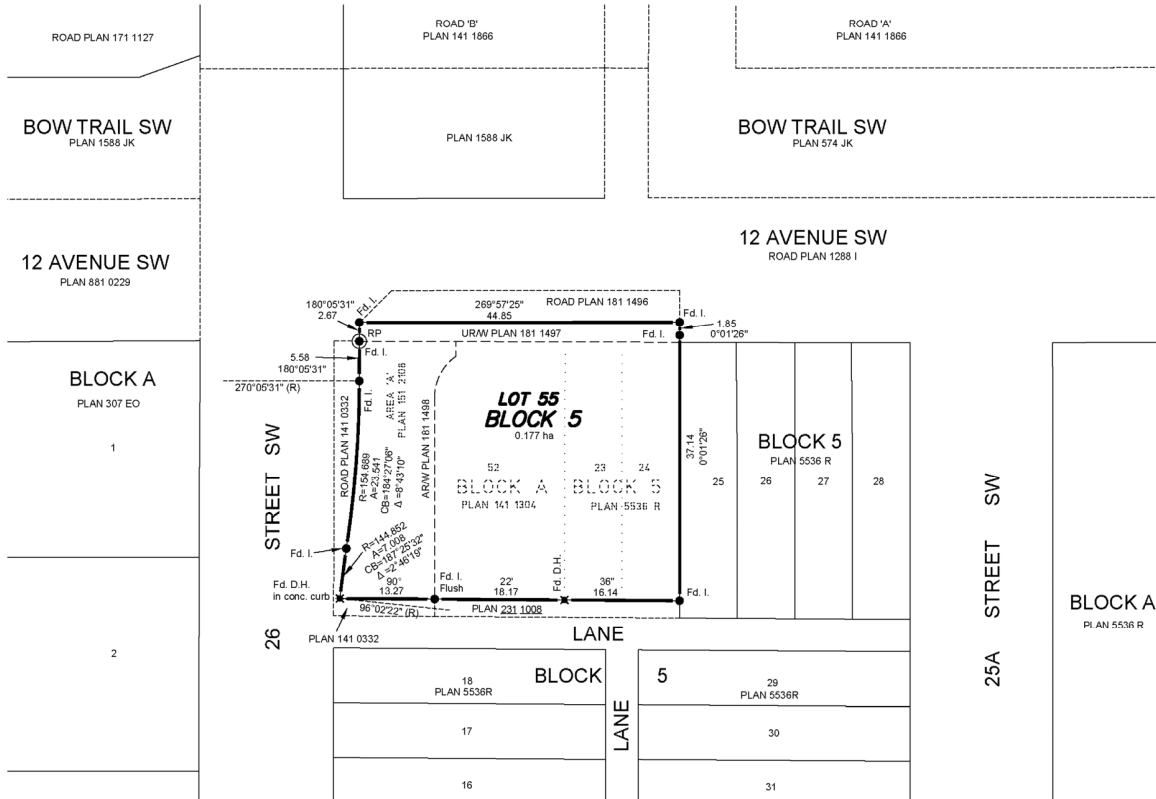 ROAD PLAN 171 1127
ROAD 'B'
PLAN 141 1866
ROAD 'A'
PLAN 141 1866
BOW TRAIL SW
PLAN 1588 JK
PLAN 1588 JK
BOW TRAIL SW
PLAN 574 JK
12 AVENUE SW
PLAN 881 0229
12 AVENUE SW
ROAD PLAN 1288 I
180°05'31"
2.67
Fd. I.
269°57'25"
44.85
ROAD PLAN 181 1496
Fd. I.
1.85
0°01'26"
RP
UR/W PLAN 181 1497
Fd. I.
Fd. I.
5.58
180°05'31"
270°05'31" (R)
Fd. I.
BLOCK A
PLAN 307 EO
1
2
STREET SW
26
ROAD PLAN 141 0332
R=154.689
A=23.541
CB=184°27'06"
Δ=8°43'10"
AREA 'A'
PLAN 151 2108
AR/W PLAN 181 1498
LOT 55
BLOCK 5
0.177 ha
52
BLOCK A
PLAN 141 1304
23
24
BLOCK 5
PLAN 5536 R
37.14
0°01'26"
BLOCK 5
PLAN 5536 R
25
26
27
28
25A STREET SW
BLOCK A
PLAN 5536 R
Fd. I.
R=144.852
A=7.008
CB=187°25'32"
Δ=2°46'19"
Fd. D.H.
in conc. curb
90°
13.27
Fd. I.
Flush
22'
18.17
Fd. D.H.
36"
16.14
Fd. I.
96°02'22" (R)
PLAN 231 1008
PLAN 141 0332
LANE
BLOCK 5
18
PLAN 5536R
29
PLAN 5536R
LANE
17
30
16
31